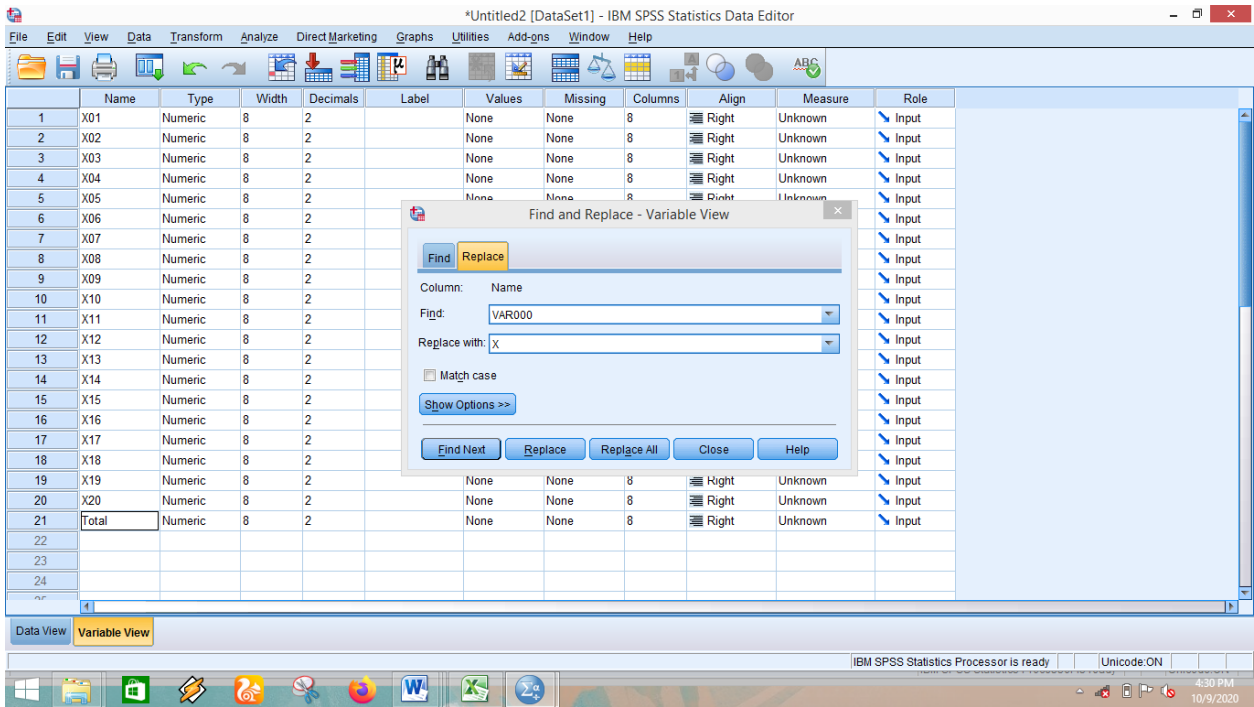 *Untitled2 [DataSet1] - IBM SPSS Statistics Data Editor
File Edit View Data Transform Analyze Direct Marketing Graphs Utilities Add-ons Window Help
Name Type Width Decimals Label Values Missing Columns Align Measure Role
1 X01 Numeric 8 2 None None 8 Right Unknown Input
2 X02 Numeric 8 2 None None 8 Right Unknown Input
3 X03 Numeric 8 2 None None 8 Right Unknown Input
4 X04 Numeric 8 2 None None 8 Right Unknown Input
5 X05 Numeric 8 2 None None 8 Right Unknown Input
6 X06 Numeric 8 2 Input
7 X07 Numeric 8 2 Input
8 X08 Numeric 8 2 Input
9 X09 Numeric 8 2 Input
10 X10 Numeric 8 2 Input
11 X11 Numeric 8 2 Input
12 X12 Numeric 8 2 Input
13 X13 Numeric 8 2 Input
14 X14 Numeric 8 2 Input
15 X15 Numeric 8 2 Input
16 X16 Numeric 8 2 Input
17 X17 Numeric 8 2 Input
18 X18 Numeric 8 2 Input
19 X19 Numeric 8 2 None None 8 Right Unknown Input
20 X20 Numeric 8 2 None None 8 Right Unknown Input
21 Total Numeric 8 2 None None 8 Right Unknown Input
22
23
24
Find and Replace - Variable View
Find Replace
Column: Name
Find: VAR000
Replace with: X
Match case
Show Options >>
Find Next Replace Replace All Close Help
Data View Variable View
IBM SPSS Statistics Processor is ready Unicode:ON
4:30 PM
10/9/2020